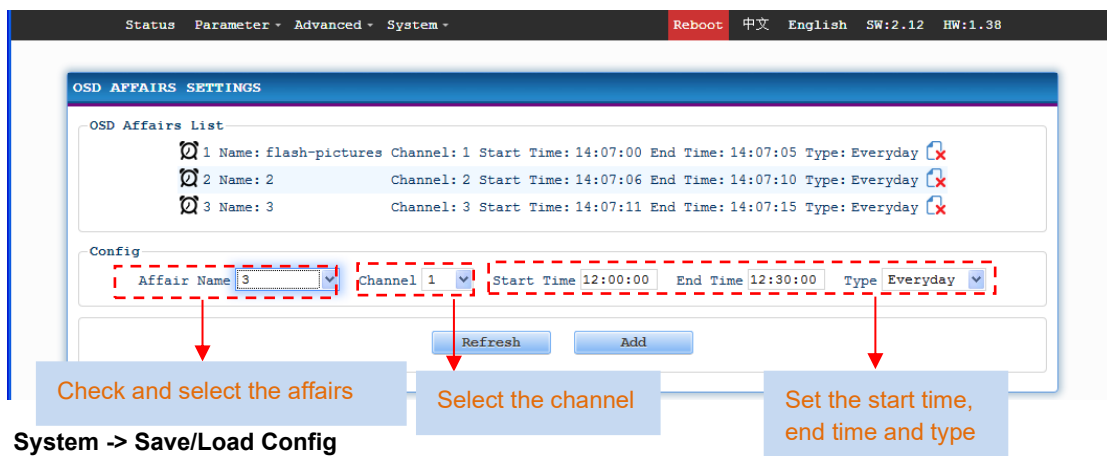 Status Parameter Advanced System Reboot 中文 English SW:2.12 HW:1.38
OSD AFFAIRS SETTINGS
OSD Affairs List
1 Name: flash-pictures Channel: 1 Start Time: 14:07:00 End Time: 14:07:05 Type: Everyday
2 Name: 2 Channel: 2 Start Time: 14:07:06 End Time: 14:07:10 Type: Everyday
3 Name: 3 Channel: 3 Start Time: 14:07:11 End Time: 14:07:15 Type: Everyday
Config
Affair Name 3 Channel 1 Start Time 12:00:00 End Time 12:30:00 Type Everyday
Refresh Add
Check and select the affairs
Select the channel
Set the start time,
end time and type
System -> Save/Load Config